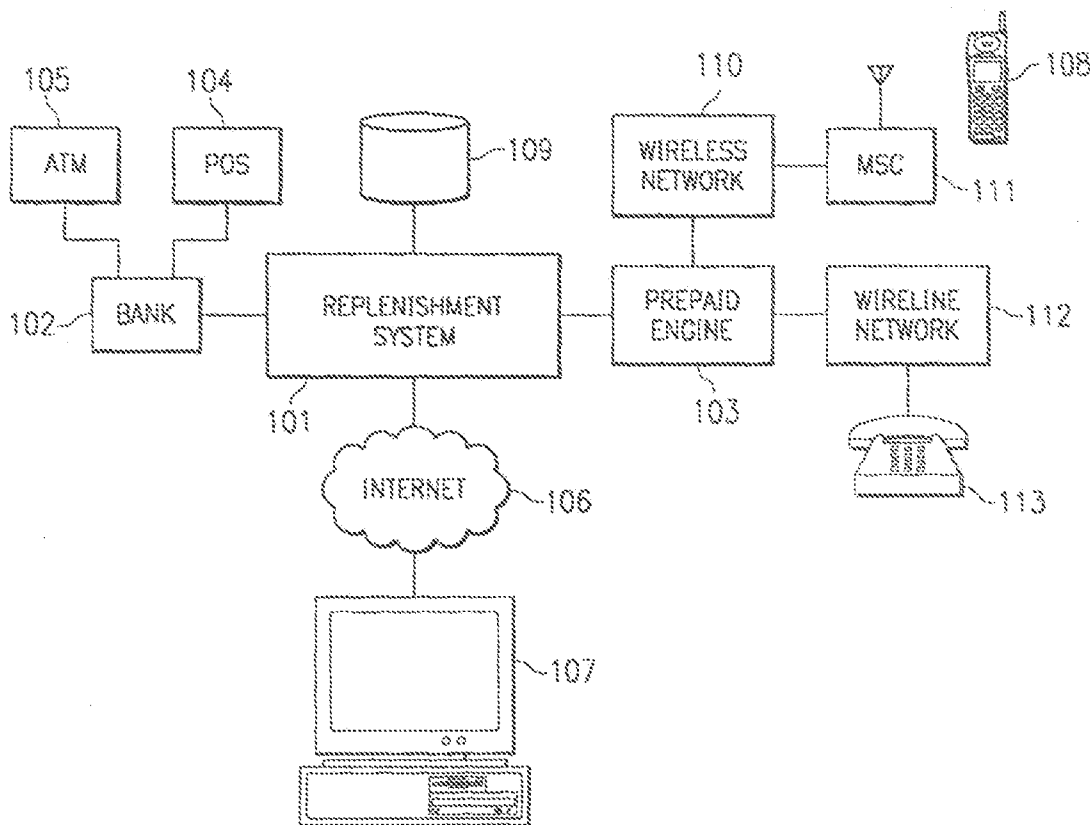 105
104
110
108
ATM
POS
109
WIRELESS
NETWORK
MSC
111
102
BANK
REPLENISHMENT
SYSTEM
PREPAID
ENGINE
WIRELINE
NETWORK
112
101
103
INTERNET
106
113
107